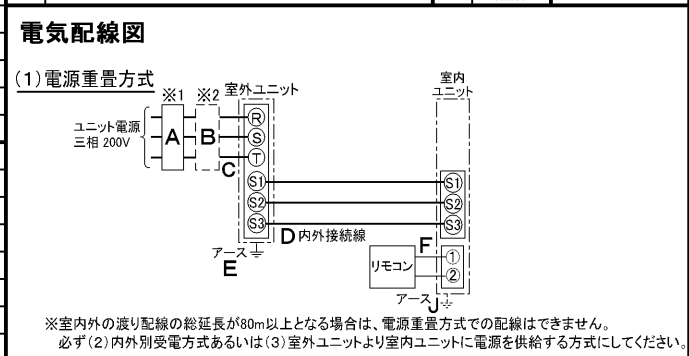 電気配線図
(1)電源重畳方式
※1
※2
室外ユニット
室内
ユニット
ユニット電源
三相 200V
A
B
R
S
T
C
S1
S2
S3
S1
S2
S3
D 内外接続線
アース
E
リモコン
F
①
②
アース
J
※室内外の渡り配線の総延長が80m以上となる場合は、電源重畳方式での配線はできません。
必ず(2)内外別受電方式あるいは(3)室外ユニットより室内ユニットに電源を供給する方式にしてください。